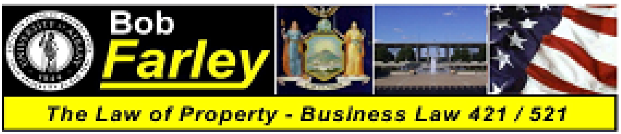 Bob
Farley
The Law of Property - Business Law 421 / 521